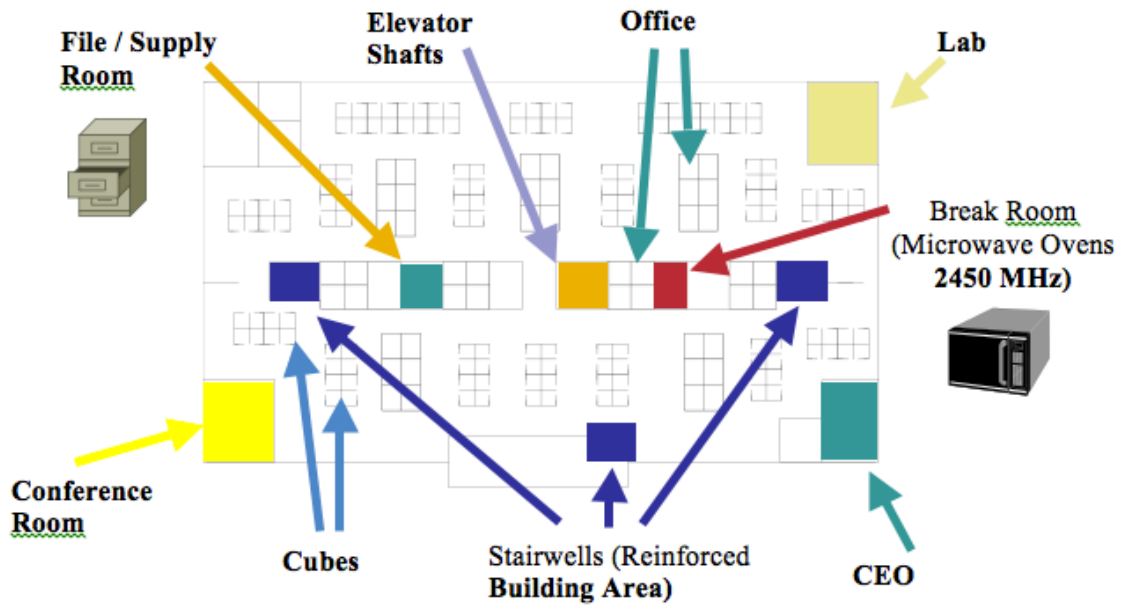 File / Supply
Room
Elevator
Shafts
Office
Lab
Break Room
(Microwave Ovens
2450 MHz)
Conference
Room
Cubes
Stairwells (Reinforced
Building Area)
CEO